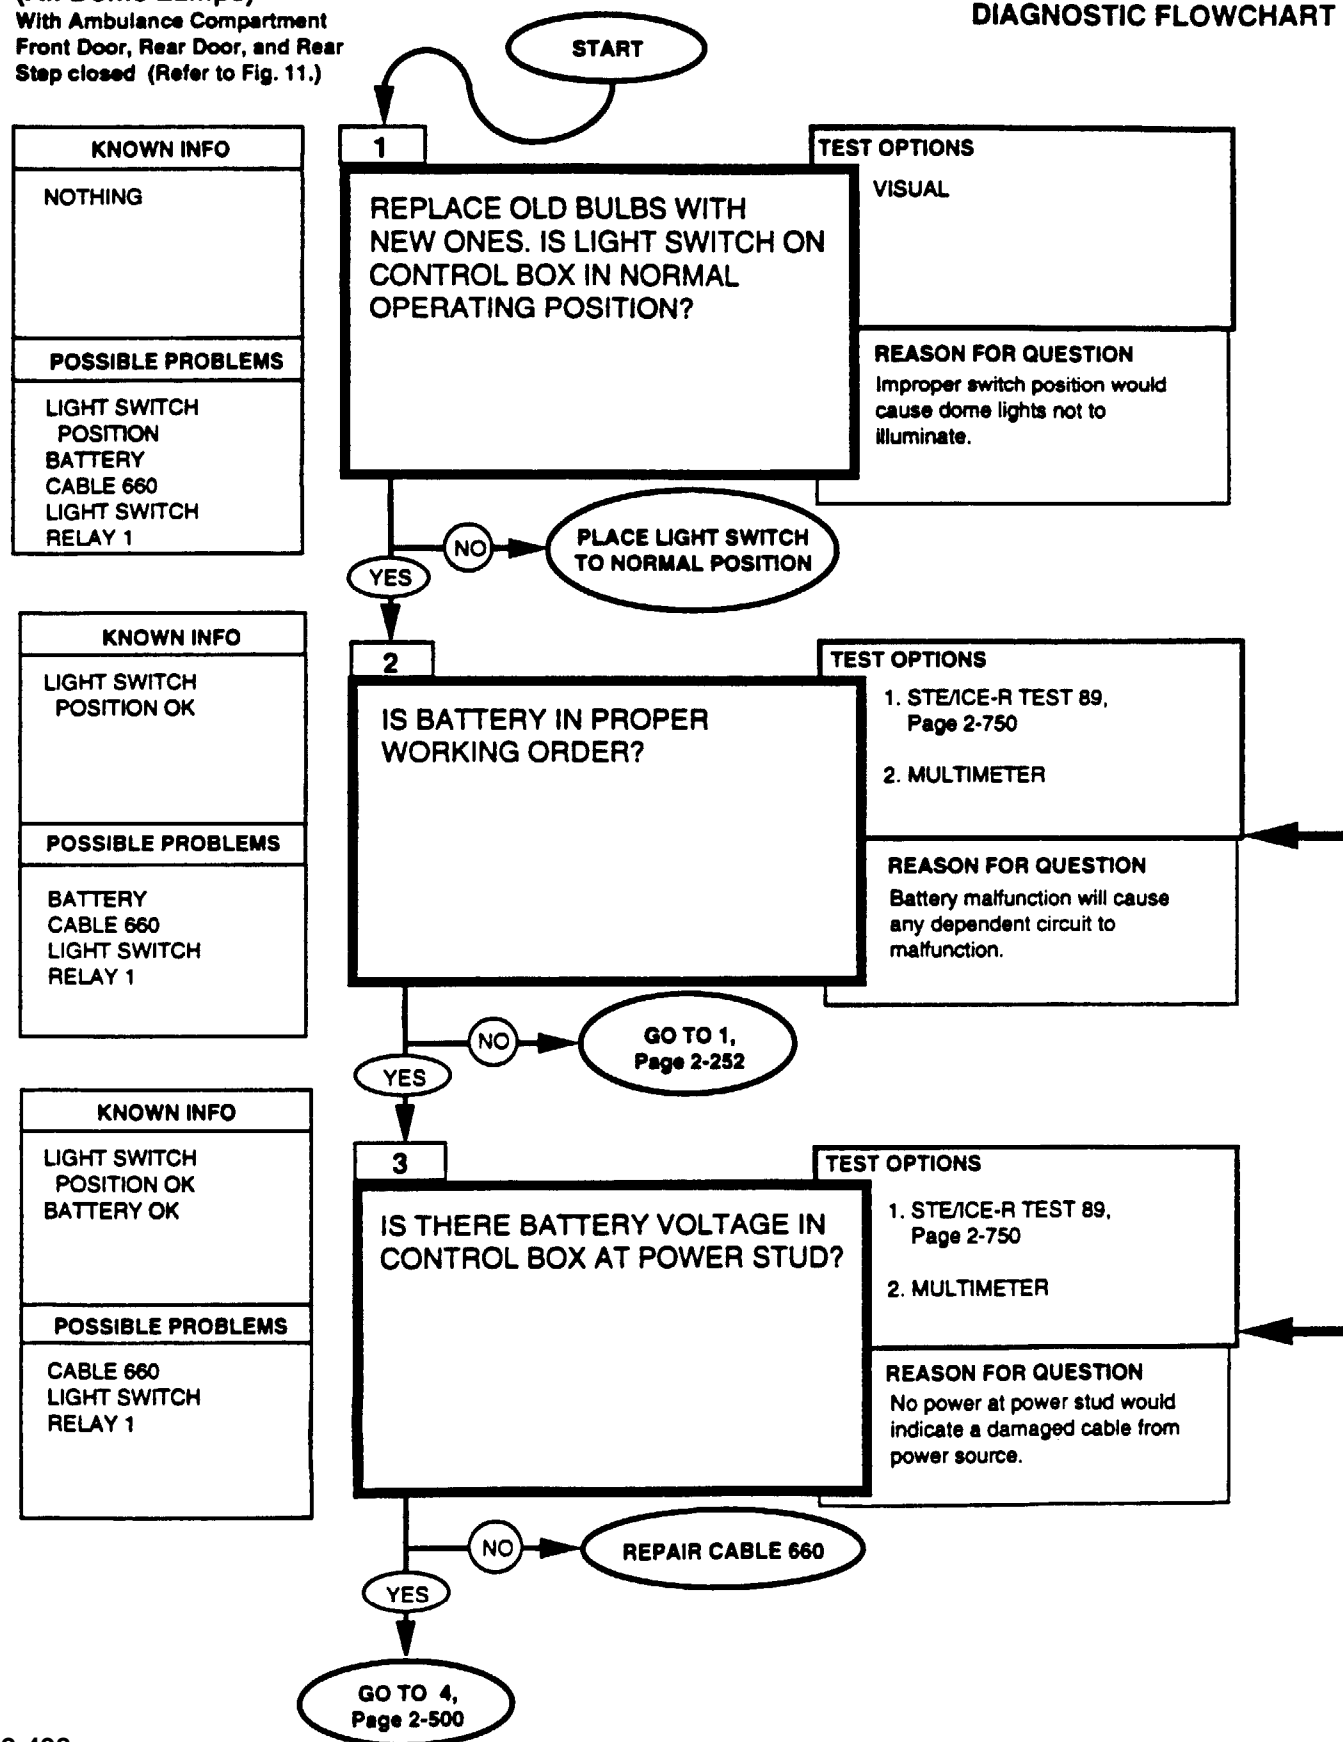 With Ambulance Compartment
Front Door, Rear Door, and Rear
Step closed (Refer to Fig. 11.)
DIAGNOSTIC FLOWCHART
START
KNOWN INFO
NOTHING
POSSIBLE PROBLEMS
LIGHT SWITCH
POSITION
BATTERY
CABLE 660
LIGHT SWITCH
RELAY 1
1
REPLACE OLD BULBS WITH
NEW ONES. IS LIGHT SWITCH ON
CONTROL BOX IN NORMAL
OPERATING POSITION?
TEST OPTIONS
VISUAL
REASON FOR QUESTION
Improper switch position would
cause dome lights not to
illuminate.
NO
PLACE LIGHT SWITCH
TO NORMAL POSITION
YES
KNOWN INFO
LIGHT SWITCH
POSITION OK
POSSIBLE PROBLEMS
BATTERY
CABLE 660
LIGHT SWITCH
RELAY 1
2
IS BATTERY IN PROPER
WORKING ORDER?
TEST OPTIONS
1. STE/ICE-R TEST 89,
Page 2-750
2. MULTIMETER
REASON FOR QUESTION
Battery malfunction will cause
any dependent circuit to
malfunction.
NO
GO TO 1,
Page 2-252
YES
KNOWN INFO
LIGHT SWITCH
POSITION OK
BATTERY OK
POSSIBLE PROBLEMS
CABLE 660
LIGHT SWITCH
RELAY 1
3
IS THERE BATTERY VOLTAGE IN
CONTROL BOX AT POWER STUD?
TEST OPTIONS
1. STE/ICE-R TEST 89,
Page 2-750
2. MULTIMETER
REASON FOR QUESTION
No power at power stud would
indicate a damaged cable from
power source.
NO
REPAIR CABLE 660
YES
GO TO 4,
Page 2-500